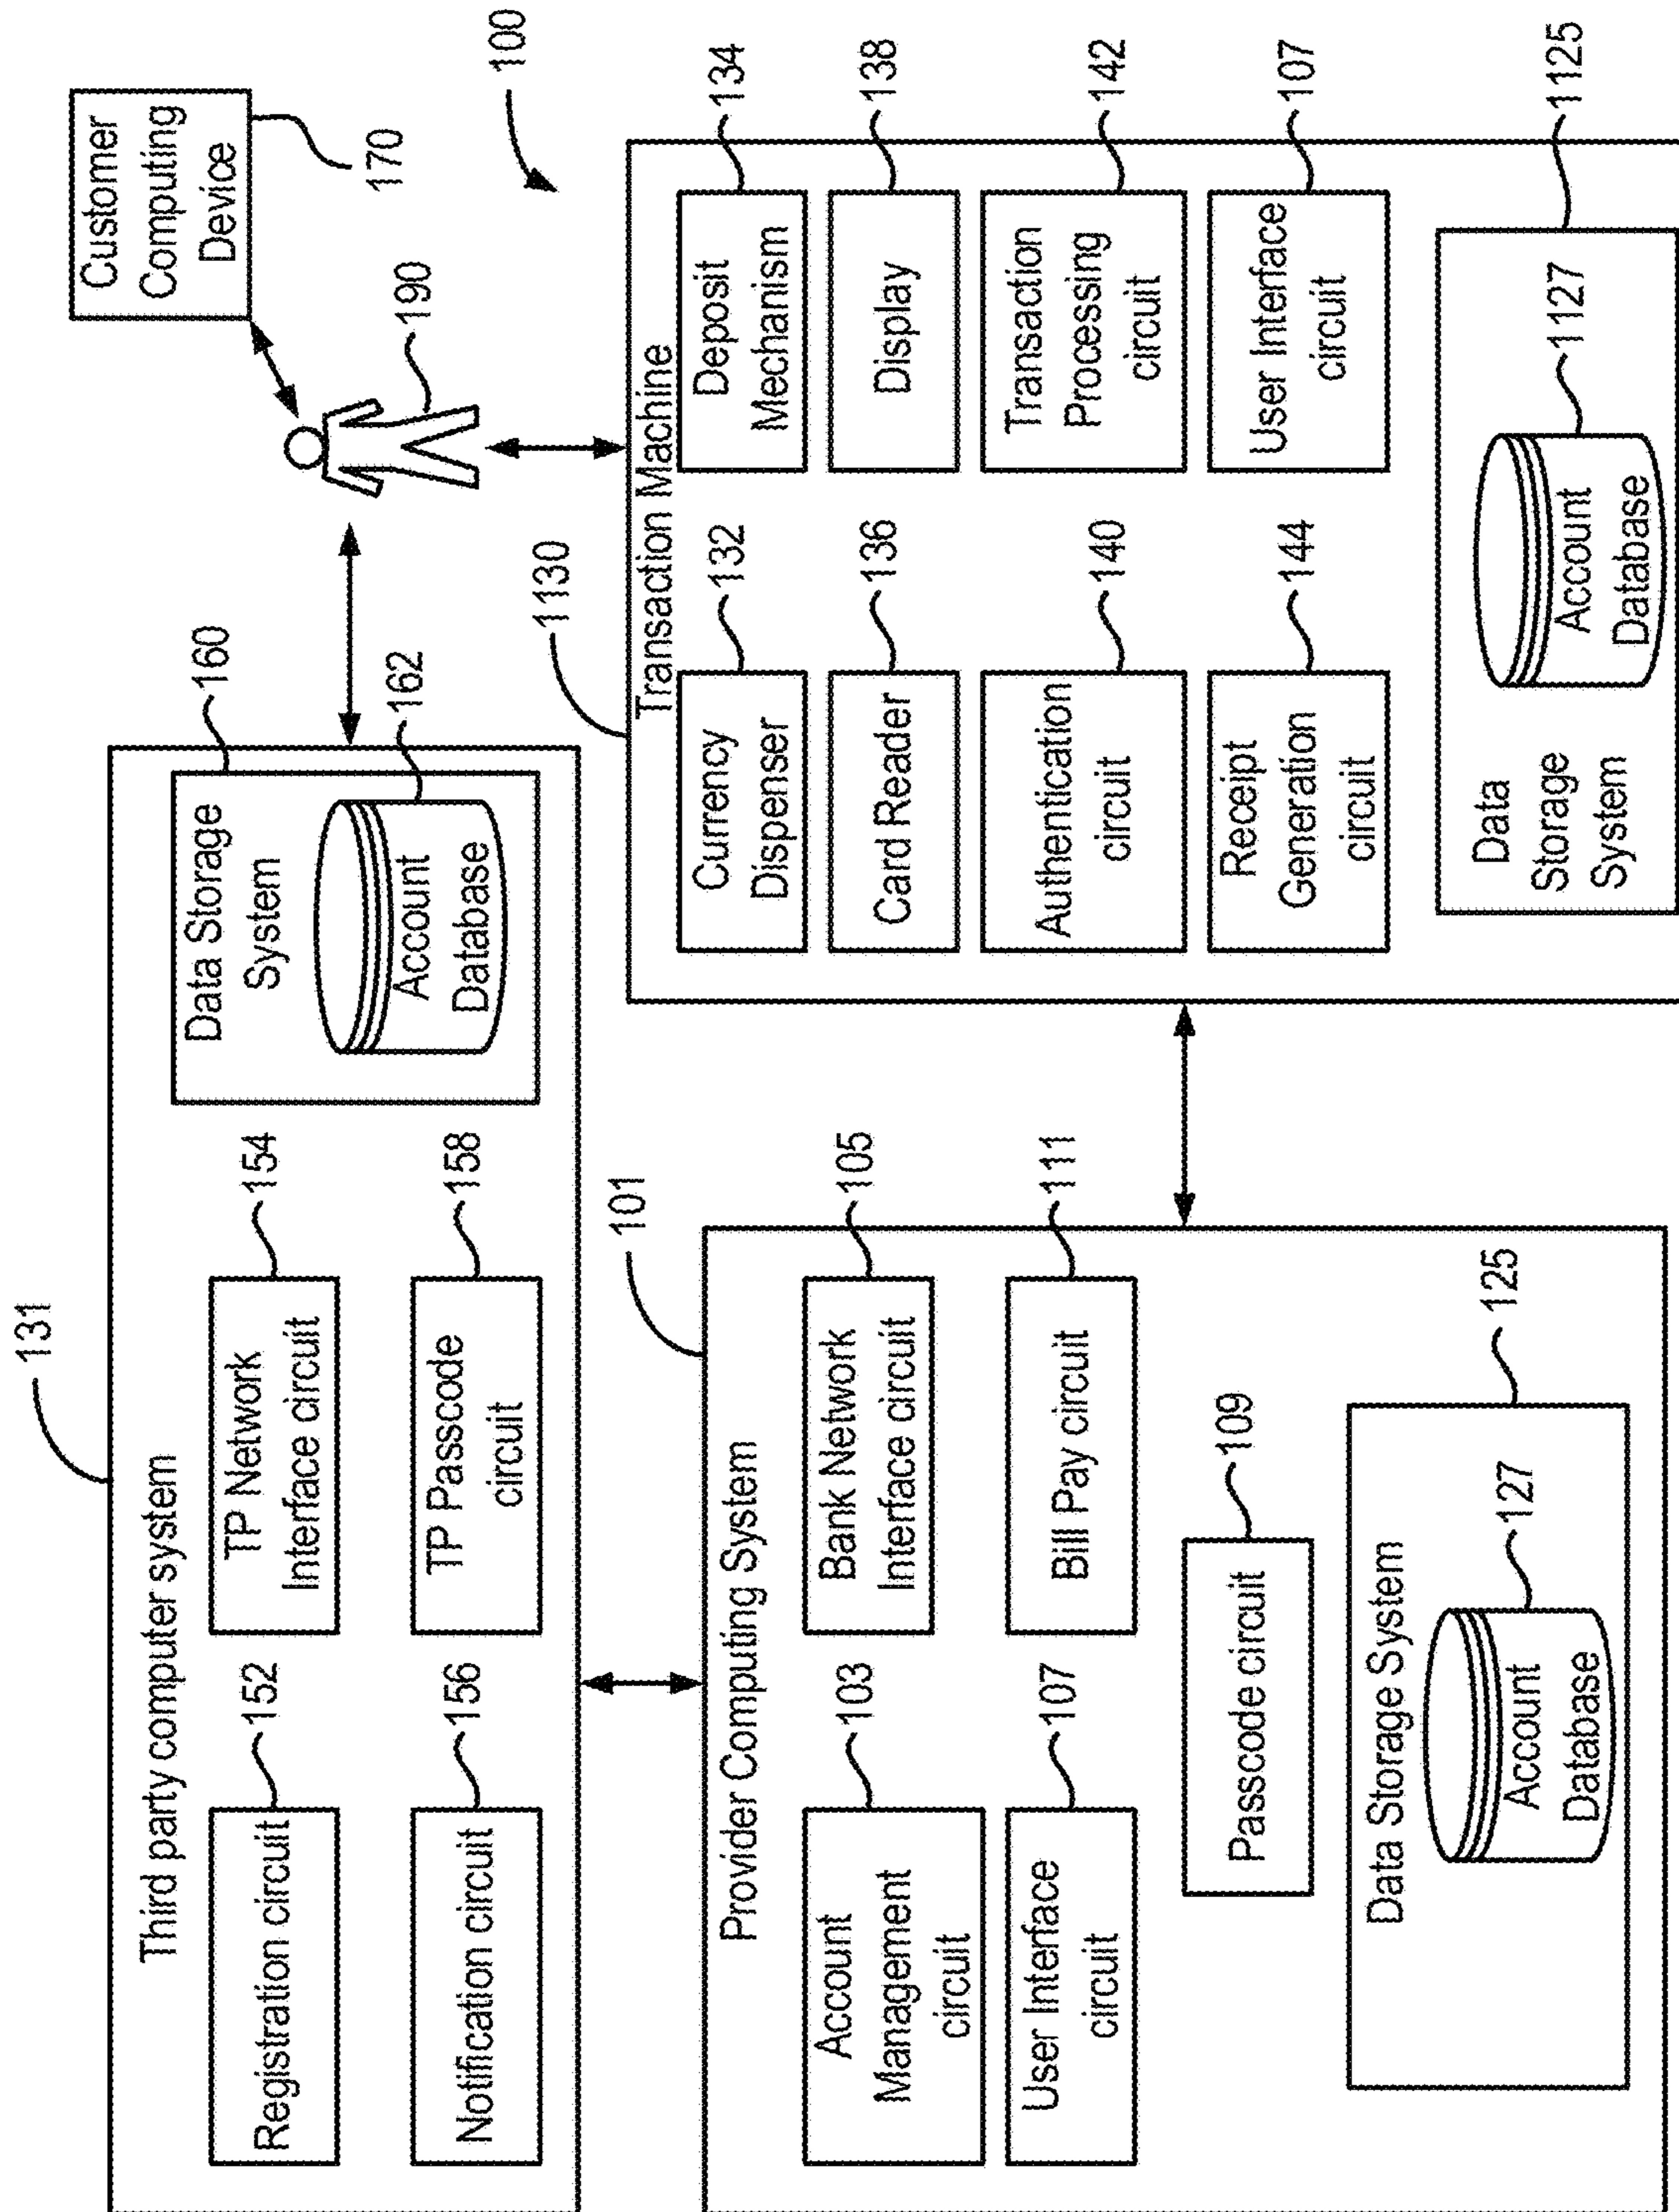 131
Third party computer system
Registration circuit
152
TP Network
Interface circuit
154
Notification circuit
156
TP Passcode
circuit
158
Data Storage
System
160
Account
Database
162
Customer
Computing
Device
170
190
100
101
Provider Computing System
Account
Management
circuit
103
Bank Network
Interface circuit
105
User Interface
circuit
107
Bill Pay circuit
111
Passcode circuit
109
Data Storage System
125
Account
Database
127
1130
Transaction Machine
Currency
Dispenser
132
Deposit
Mechanism
134
Card Reader
136
Display
138
Authentication
circuit
140
Transaction
Processing
circuit
142
Receipt
Generation
circuit
144
User Interface
circuit
107
Data
Storage
System
1125
Account
Database
1127